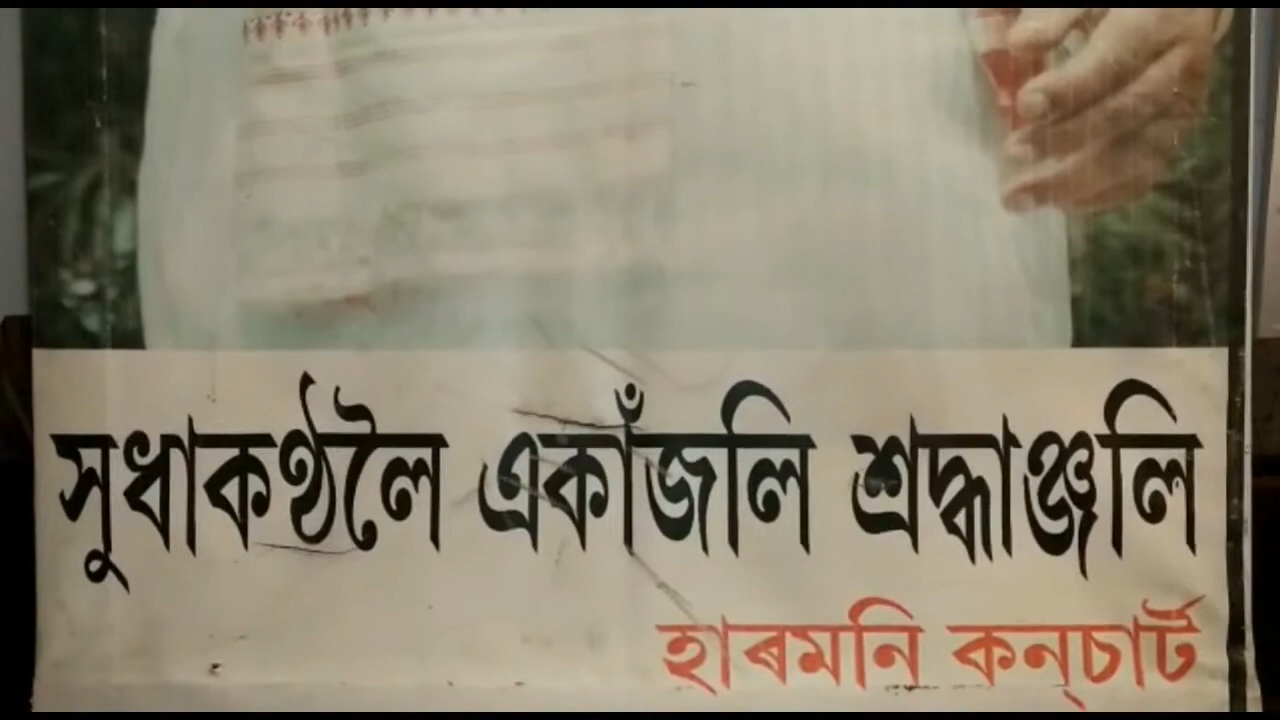 সুধাকণ্ঠলৈ একাঁজলি শ্ৰদ্ধাঞ্জলি
হাৰমনি কন্‌চাৰ্ট